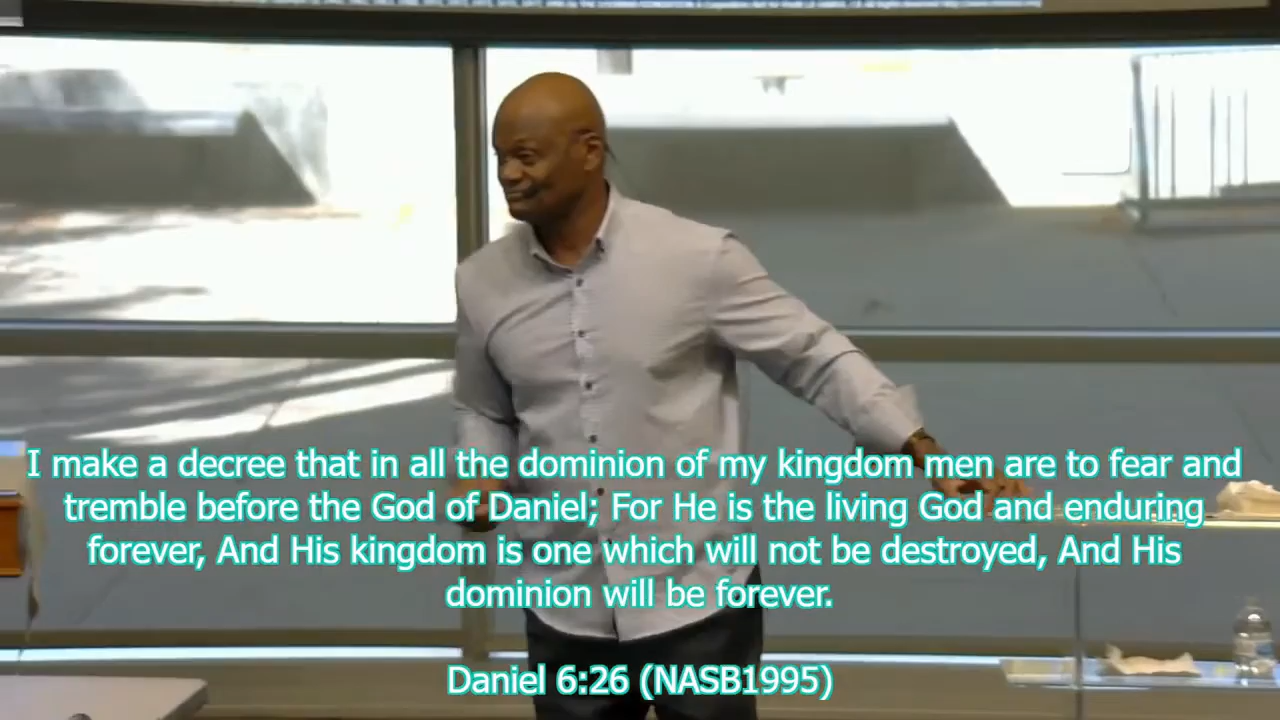 I make a decree that in all the dominion of my kingdom men are to fear and
tremble before the God of Daniel; For He is the living God and enduring
forever, And His kingdom is one which will not be destroyed, And His
dominion will be forever.
Daniel 6:26 (NASB1995)